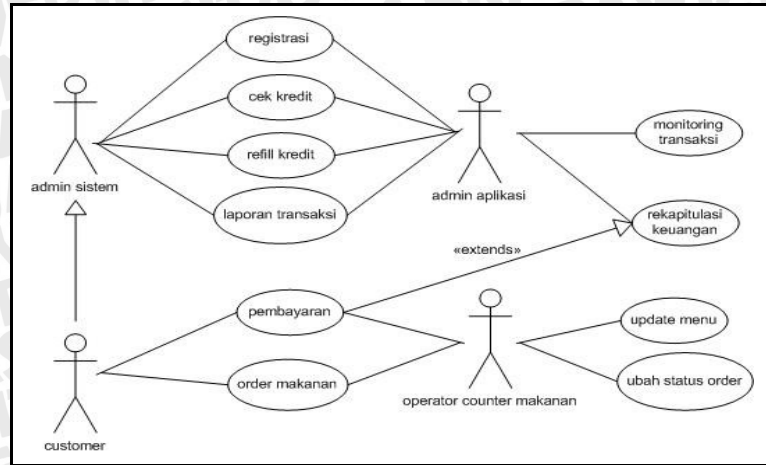 registrasi
cek kredit
refill kredit
laporan transaksi
admin sistem
admin aplikasi
monitoring
transaksi
rekapitulasi
keuangan
«extends»
pembayaran
order makanan
customer
operator counter makanan
update menu
ubah status order